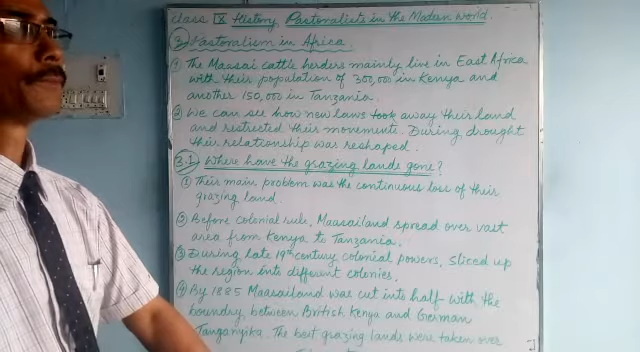 Class IX History Pastoralists in the Modern World.
3. Pastoralism in Africa.
① The Maasai cattle herders mainly live in East Africa
with their population of 300,000 in Kenya and
another 150,000 in Tanzania.
② We can see how new laws took away their land
and restricted their movements. During drought
their relationship was reshaped.
3.1 Where have the grazing lands gone?
① Their main problem was the continuous loss of their
grazing land.
② Before colonial rule, Maasailand spread over vast
area from Kenya to Tanzania.
③ During late 19th century colonial powers, sliced up
the region into different colonies.
④ By 1885 Maasailand was cut into half with the
boundry between British Kenya and German
Tanganyika. The best grazing lands were taken over